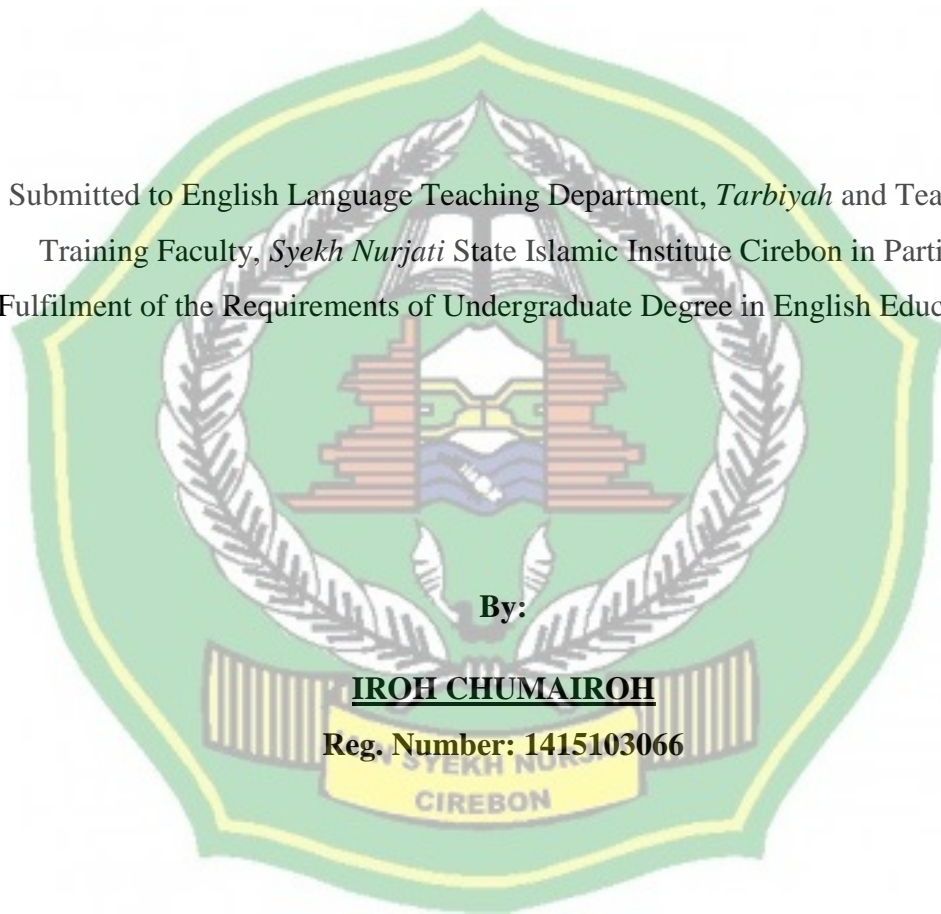 Submitted to English Language Teaching Department, Tarbiyah and Tea
Training Faculty, Syekh Nurjati State Islamic Institute Cirebon in Parti
Fulfilment of the Requirements of Undergraduate Degree in English Educ
By:
IROH CHUMAIROH
Reg. Number: 1415103066
SYEKH
CIREBON